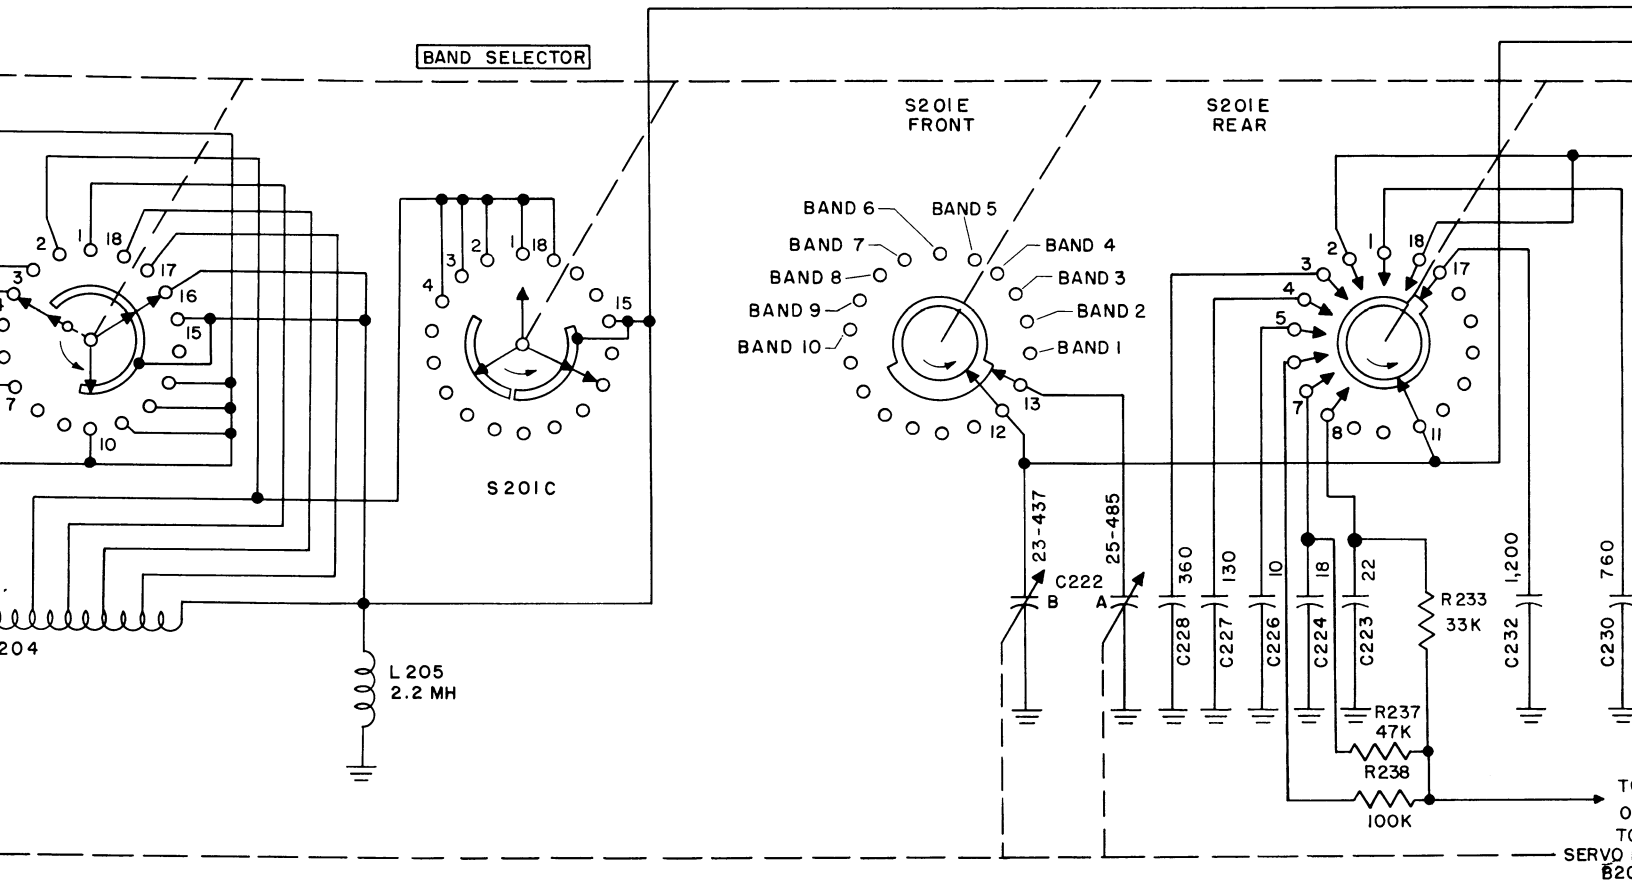 BAND SELECTOR
S201E
FRONT
S201E
REAR
BAND 6
BAND 5
BAND 7
BAND 4
BAND 8
BAND 3
BAND 9
BAND 2
BAND 10
BAND 1
2
1
18
3
17
16
15
7
10
2
1
18
3
4
15
S201C
13
12
2
1
18
3
17
4
5
7
8
11
23-437
25-485
C222
B
A
360
130
10
18
22
1,200
760
C228
C227
C226
C224
C223
C232
C230
R233
33K
204
L205
2.2 MH
R237
47K
R238
100K
TO
SERVO
B20